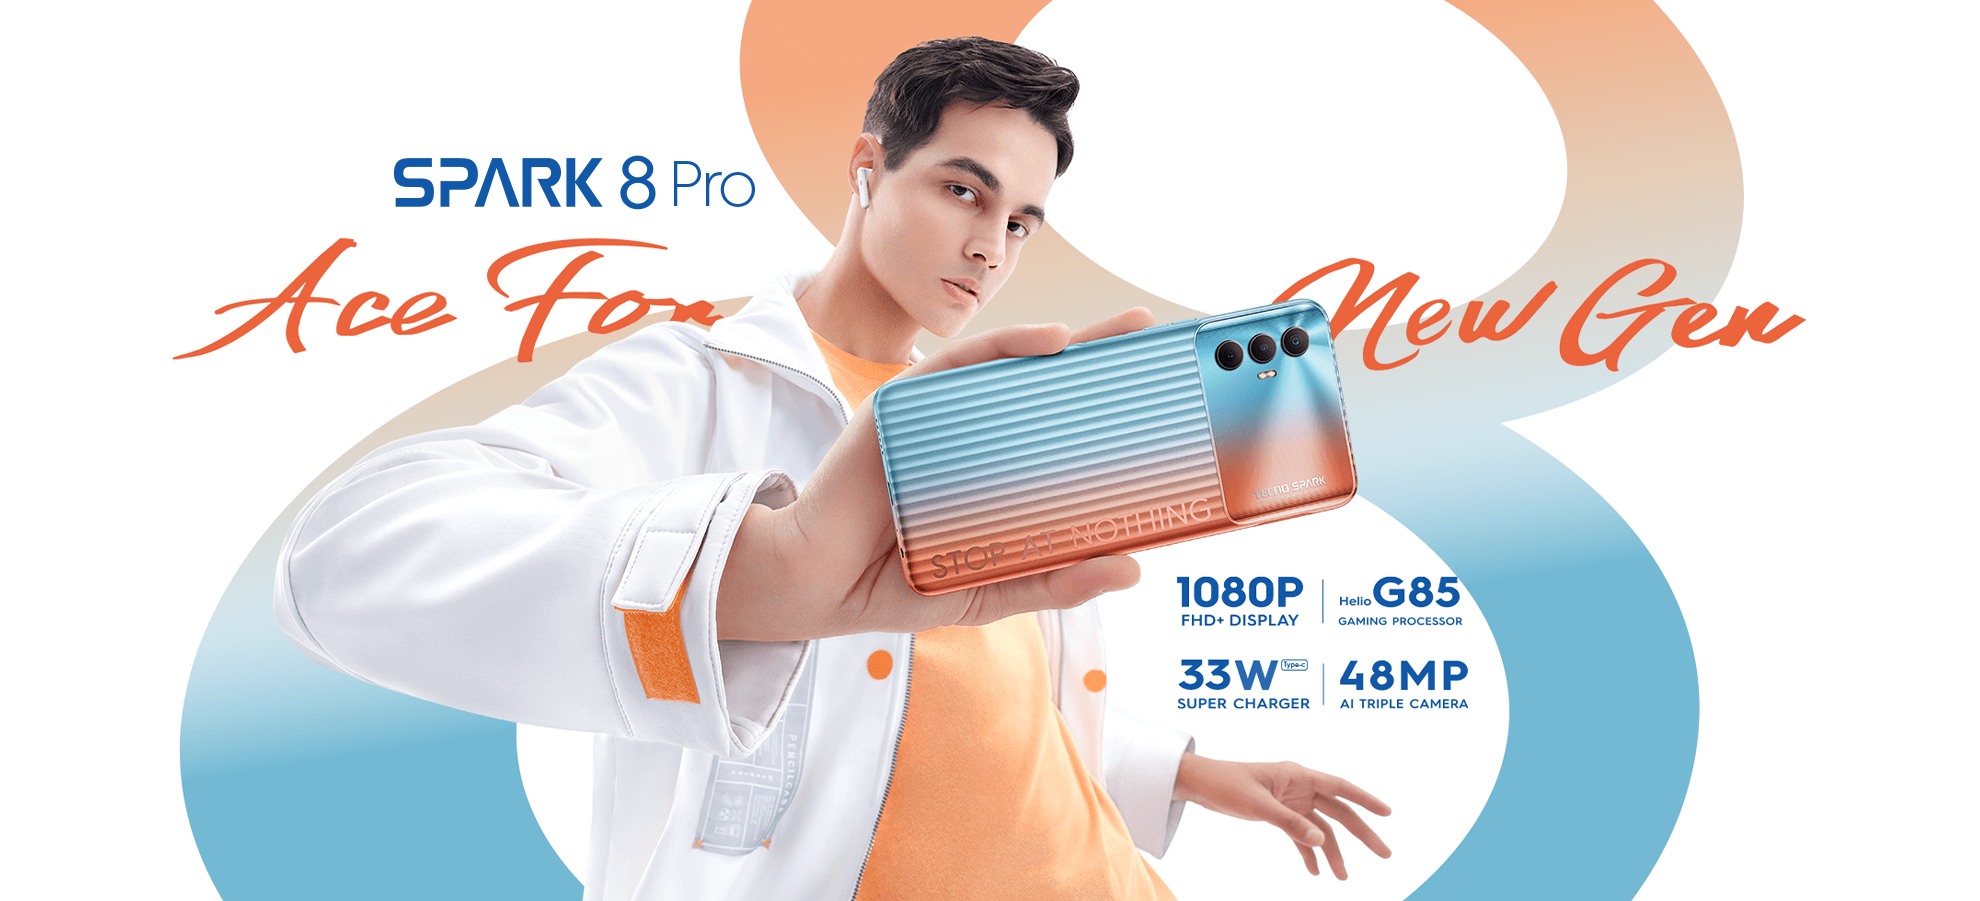 SPARK 8 Pro
Ace For New Gen
TECNO SPARK
STOP AT NOTHING
1080P
FHD+ DISPLAY
Helio G85
GAMING PROCESSOR
33W Type-c
SUPER CHARGER
48MP
AI TRIPLE CAMERA
PENCILCASE